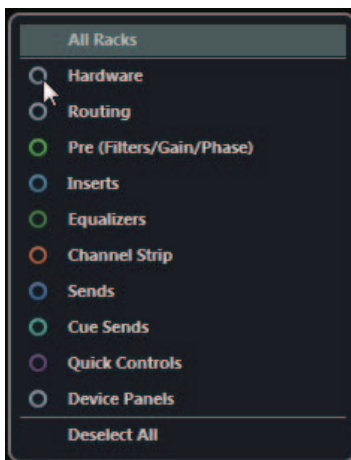 All Racks
Hardware
Routing
Pre (Filters/Gain/Phase)
Inserts
Equalizers
Channel Strip
Sends
Cue Sends
Quick Controls
Device Panels
Deselect All